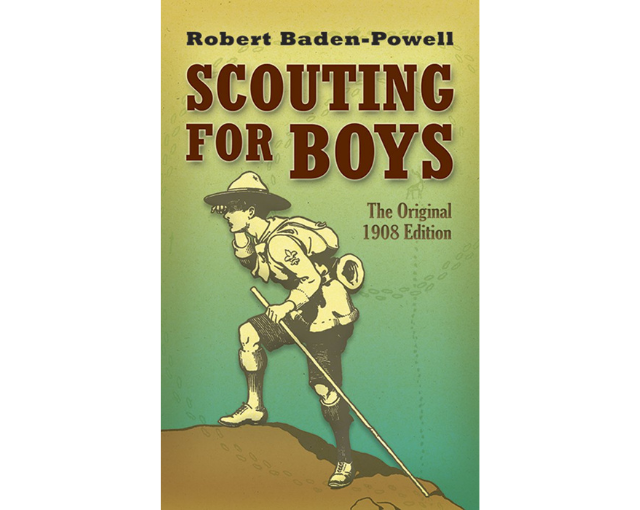 Robert Baden-Powell
SCOUTING
FOR BOYS
The Original
1908 Edition